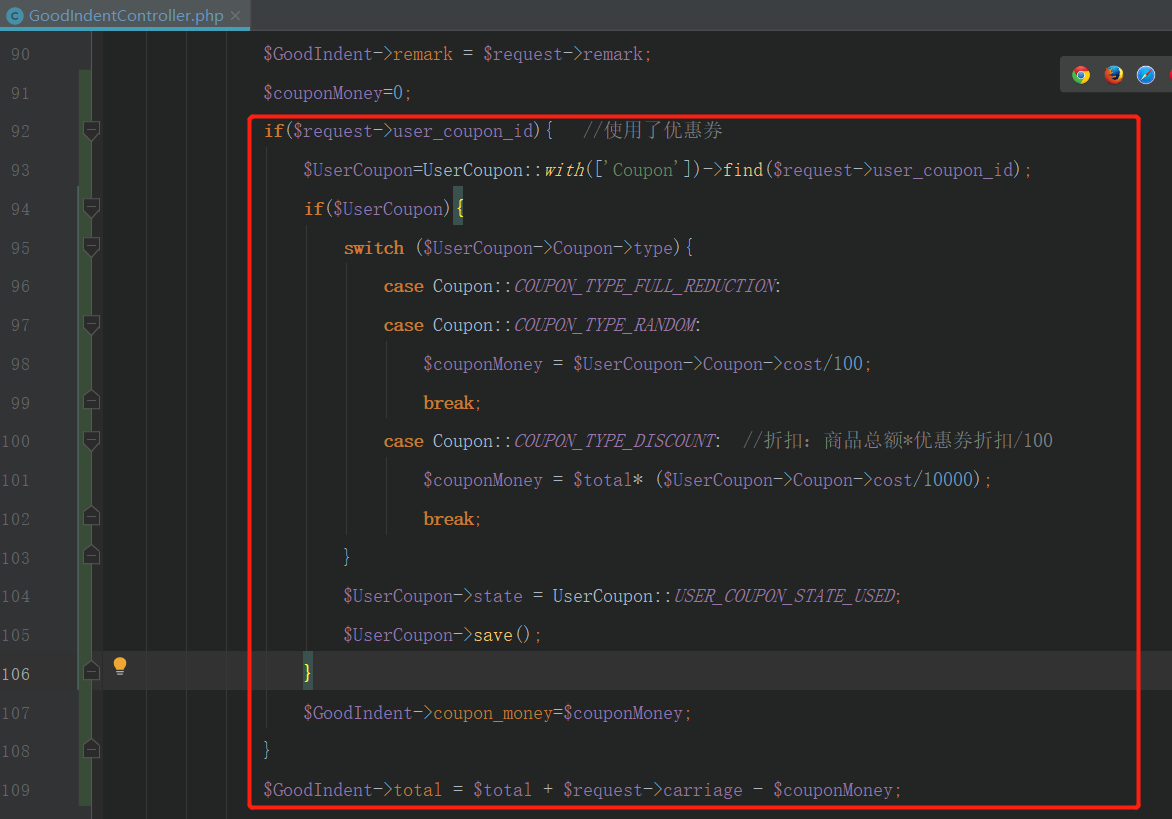 GoodIndentController.php
90 $GoodIndent->remark = $request->remark;
91 $couponMoney=0;
92 if($request->user_coupon_id){ //使用了优惠券
93 $UserCoupon=UserCoupon::with(['Coupon'])->find($request->user_coupon_id);
94 if($UserCoupon){
95 switch ($UserCoupon->Coupon->type){
96 case Coupon::COUPON_TYPE_FULL_REDUCTION:
97 case Coupon::COUPON_TYPE_RANDOM:
98 $couponMoney = $UserCoupon->Coupon->cost/100;
99 break;
100 case Coupon::COUPON_TYPE_DISCOUNT: //折扣：商品总额*优惠券折扣/100
101 $couponMoney = $total* ($UserCoupon->Coupon->cost/10000);
102 break;
103 }
104 $UserCoupon->state = UserCoupon::USER_COUPON_STATE_USED;
105 $UserCoupon->save();
106 }
107 $GoodIndent->coupon_money=$couponMoney;
108 }
109 $GoodIndent->total = $total + $request->carriage - $couponMoney;